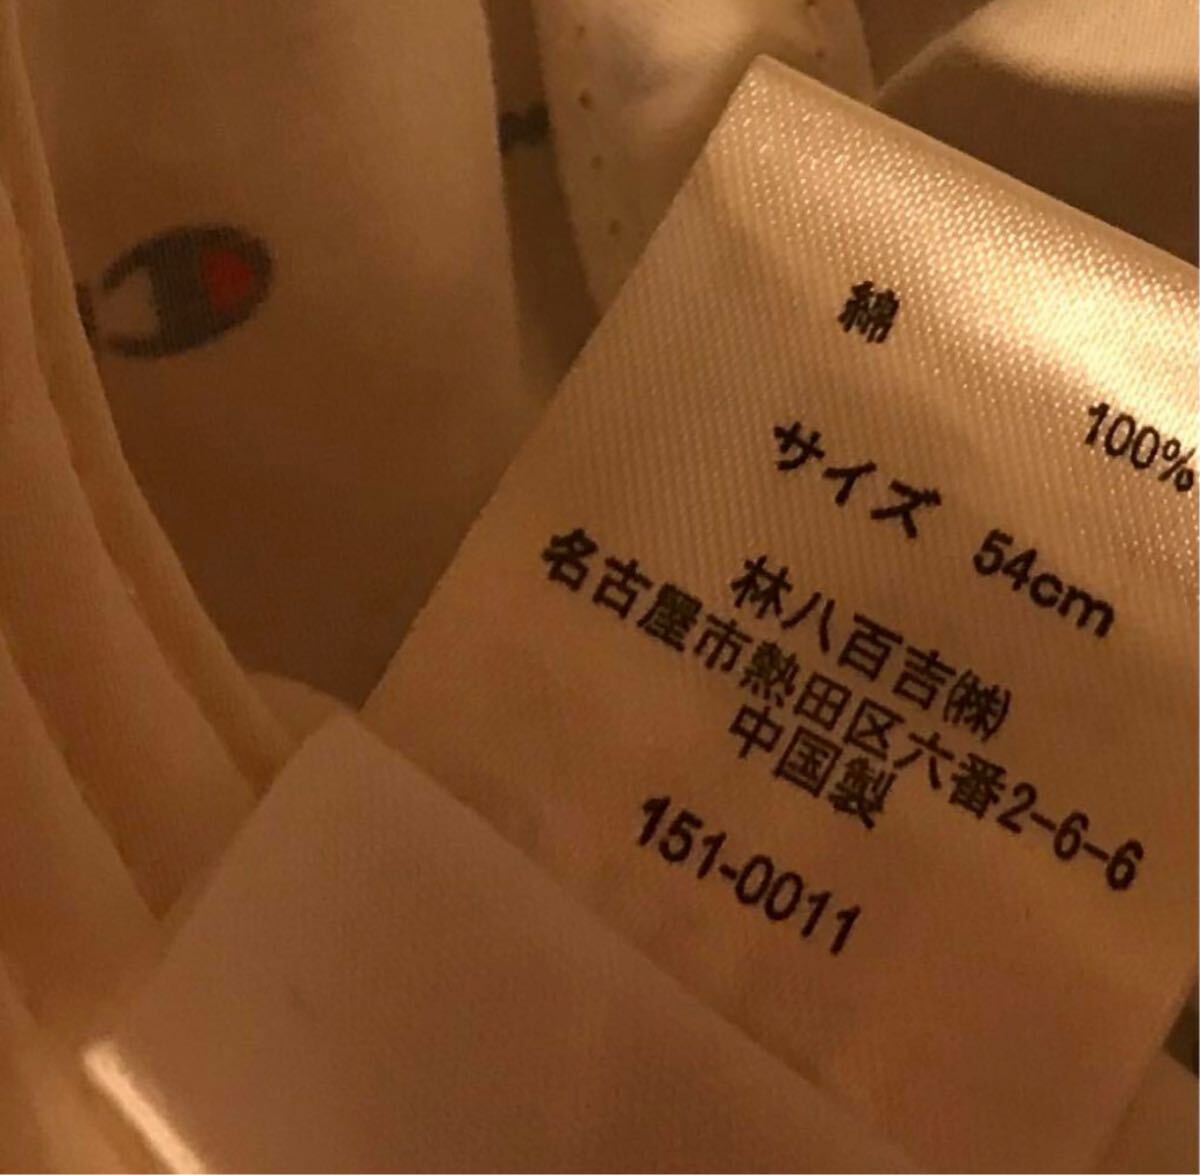 綿 100%
サイズ 54cm
林八百吉㈱
名古屋市熱田区六番2-6-6
中国製
151-0011